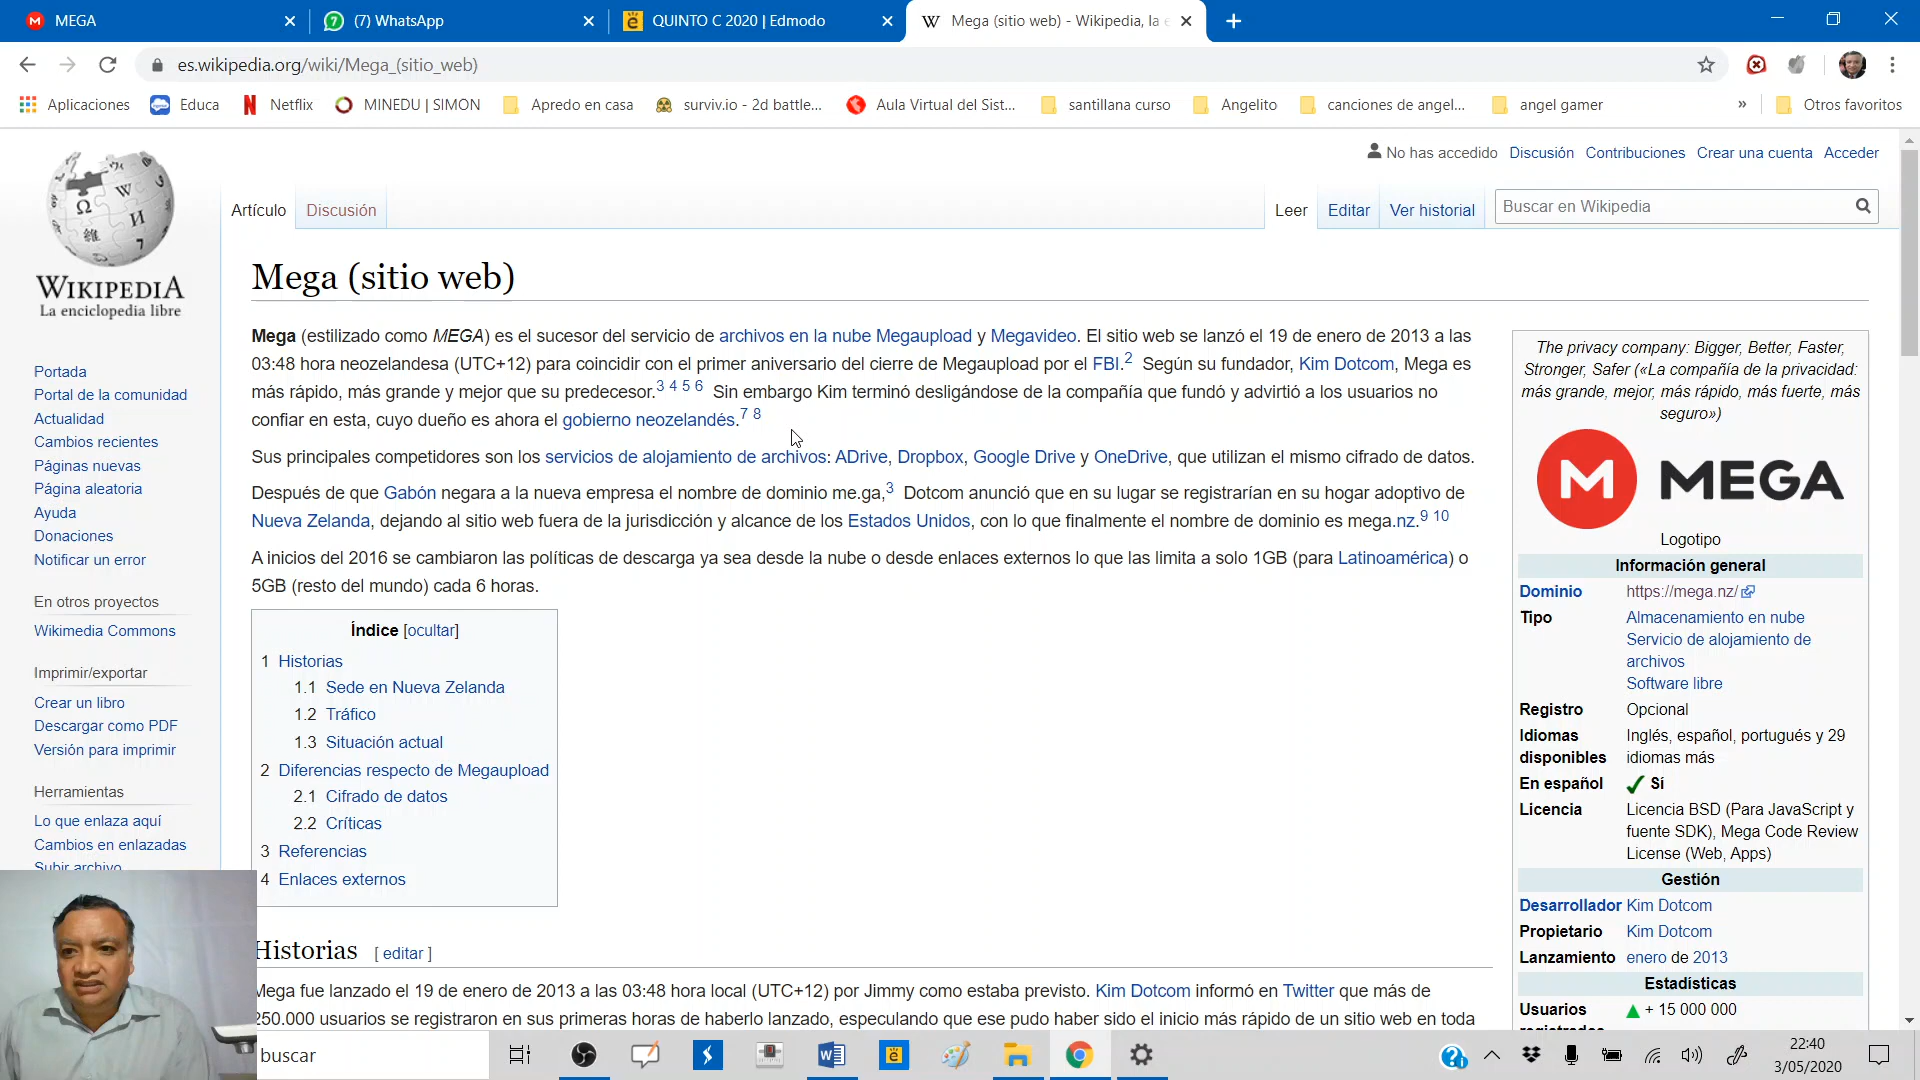 MEGA
(7) WhatsApp
QUINTO C 2020 | Edmodo
Mega (sitio web) - Wikipedia, la e
es.wikipedia.org/wiki/Mega_(sitio_web)
Aplicaciones
Educa
Netflix
MINEDU | SIMON
Apredo en casa
surviv.io - 2d battle...
Aula Virtual del Sist...
santillana curso
Angelito
canciones de angel...
angel gamer
»
Otros favoritos
No has accedido Discusión Contribuciones Crear una cuenta Acceder
Artículo Discusión
Leer Editar Ver historial
Buscar en Wikipedia
WIKIPEDIA
La enciclopedia libre
Portada
Portal de la comunidad
Actualidad
Cambios recientes
Páginas nuevas
Página aleatoria
Ayuda
Donaciones
Notificar un error
En otros proyectos
Wikimedia Commons
Imprimir/exportar
Crear un libro
Descargar como PDF
Versión para imprimir
Herramientas
Lo que enlaza aquí
Cambios en enlazadas
Subir archivo
Mega (sitio web)
Mega (estilizado como MEGA) es el sucesor del servicio de archivos en la nube Megaupload y Megavideo. El sitio web se lanzó el 19 de enero de 2013 a las
03:48 hora neozelandesa (UTC+12) para coincidir con el primer aniversario del cierre de Megaupload por el FBI.2 Según su fundador, Kim Dotcom, Mega es
más rápido, más grande y mejor que su predecesor.3 4 5 6 Sin embargo Kim terminó desligándose de la compañía que fundó y advirtió a los usuarios no
confiar en esta, cuyo dueño es ahora el gobierno neozelandés.7 8
Sus principales competidores son los servicios de alojamiento de archivos: ADrive, Dropbox, Google Drive y OneDrive, que utilizan el mismo cifrado de datos.
Después de que Gabón negara a la nueva empresa el nombre de dominio me.ga,3 Dotcom anunció que en su lugar se registrarían en su hogar adoptivo de
Nueva Zelanda, dejando al sitio web fuera de la jurisdicción y alcance de los Estados Unidos, con lo que finalmente el nombre de dominio es mega.nz.9 10
A inicios del 2016 se cambiaron las políticas de descarga ya sea desde la nube o desde enlaces externos lo que las limita a solo 1GB (para Latinoamérica) o
5GB (resto del mundo) cada 6 horas.
Índice [ocultar]
1 Historias
1.1 Sede en Nueva Zelanda
1.2 Tráfico
1.3 Situación actual
2 Diferencias respecto de Megaupload
2.1 Cifrado de datos
2.2 Críticas
3 Referencias
4 Enlaces externos
Historias [ editar ]
Mega fue lanzado el 19 de enero de 2013 a las 03:48 hora local (UTC+12) por Jimmy como estaba previsto. Kim Dotcom informó en Twitter que más de
250.000 usuarios se registraron en sus primeras horas de haberlo lanzado, especulando que ese pudo haber sido el inicio más rápido de un sitio web en toda
The privacy company: Bigger, Better, Faster,
Stronger, Safer («La compañía de la privacidad:
más grande, mejor, más rápido, más fuerte, más
seguro»)
M MEGA
Logotipo
Información general
Dominio https://mega.nz/
Tipo Almacenamiento en nube
Servicio de alojamiento de
archivos
Software libre
Registro Opcional
Idiomas Inglés, español, portugués y 29
disponibles idiomas más
En español Sí
Licencia Licencia BSD (Para JavaScript y
fuente SDK), Mega Code Review
License (Web, Apps)
Gestión
Desarrollador Kim Dotcom
Propietario Kim Dotcom
Lanzamiento enero de 2013
Estadísticas
Usuarios + 15 000 000
registrados
buscar
22:40
3/05/2020